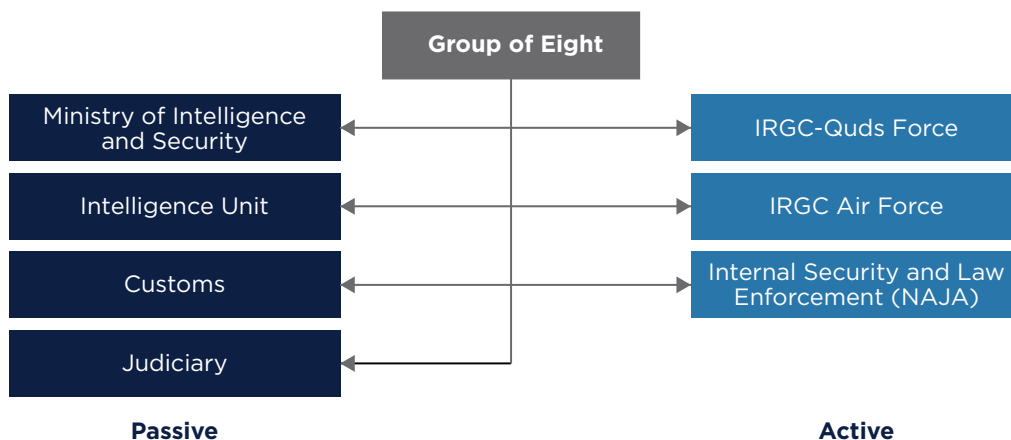 Group of Eight
Ministry of Intelligence
and Security
Intelligence Unit
Customs
Judiciary
Passive
IRGC-Quds Force
IRGC Air Force
Internal Security and Law
Enforcement (NAJA)
Active